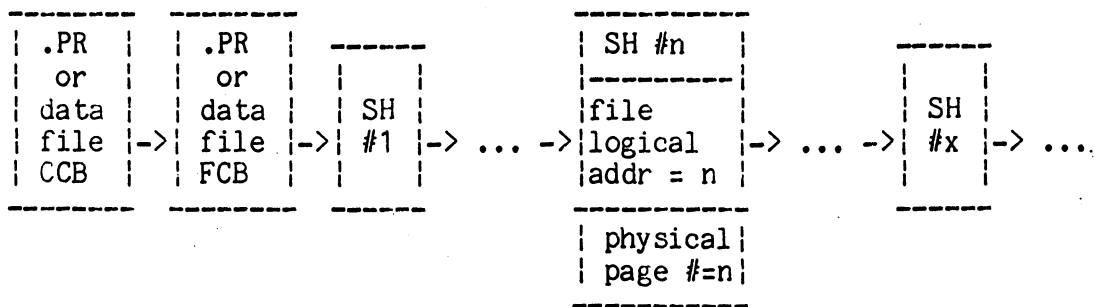 .PR .PR SH #n
or or
data data SH file SH
file -> file -> #1 -> ... -> logical -> ... -> #x -> ...
CCB FCB addr = n
physical
page #=n